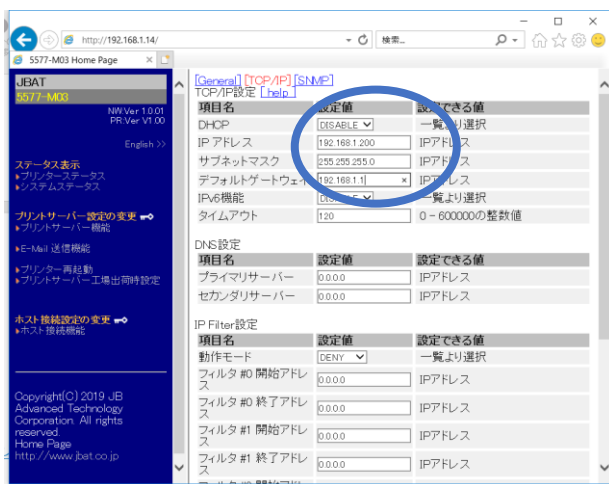 http://192.168.1.14/
検索...
5577-M03 Home Page
JBAT
5577-M03
NW:Ver 1.0.01
PR:Ver V1.00
English >>
ステータス表示
プリンターステータス
システムステータス
プリントサーバー設定の変更
プリントサーバー機能
E-Mail 送信機能
プリンター再起動
プリントサーバー工場出荷時設定
ホスト接続設定の変更
ホスト接続機能
Copyright(C) 2019 JB
Advanced Technology
Corporation. All rights
reserved.
Home Page
http://www.jbat.co.jp
[General] [TCP/IP] [SNMP]
TCP/IP設定 [ help ]
項目名 設定値 設定できる値
DHCP DISABLE 一覧より選択
IP アドレス 192.168.1.200 IPアドレス
サブネットマスク 255.255.255.0 IPアドレス
デフォルトゲートウェイ 192.168.1.1 × IPアドレス
IPv6機能 DISABLE 一覧より選択
タイムアウト 120 0 - 600000の整数値
DNS設定
項目名 設定値 設定できる値
プライマリサーバー 0.0.0.0 IPアドレス
セカンダリサーバー 0.0.0.0 IPアドレス
IP Filter設定
項目名 設定値 設定できる値
動作モード DENY 一覧より選択
フィルタ #0 開始アドレス 0.0.0.0 IPアドレス
フィルタ #0 終了アドレス 0.0.0.0 IPアドレス
フィルタ #1 開始アドレス 0.0.0.0 IPアドレス
フィルタ #1 終了アドレス 0.0.0.0 IPアドレス